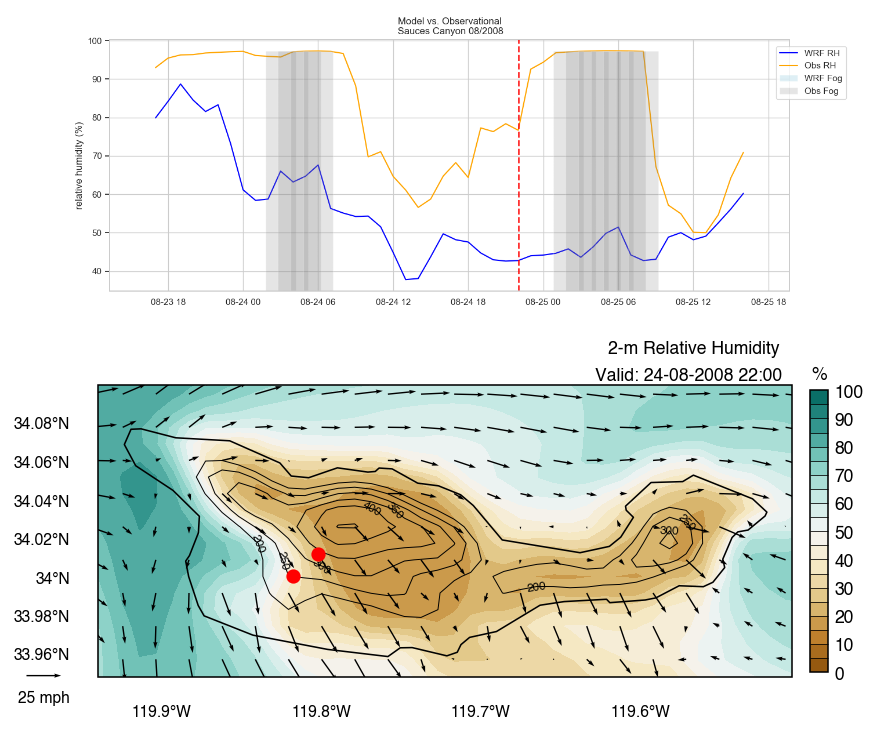 Model vs. Observational
Sauces Canyon 08/2008
100
90
80
70
60
50
40
relative humidity (%)
WRF RH
Obs RH
WRF Fog
Obs Fog
08-23 18
08-24 00
08-24 06
08-24 12
08-24 18
08-25 00
08-25 06
08-25 12
08-25 18
2-m Relative Humidity
Valid: 24-08-2008 22:00
%
34.08°N
34.06°N
34.04°N
34.02°N
34°N
33.98°N
33.96°N
25 mph
119.9°W
119.8°W
119.7°W
119.6°W
400
300
200
250
200
100
90
80
70
60
50
40
30
20
10
0